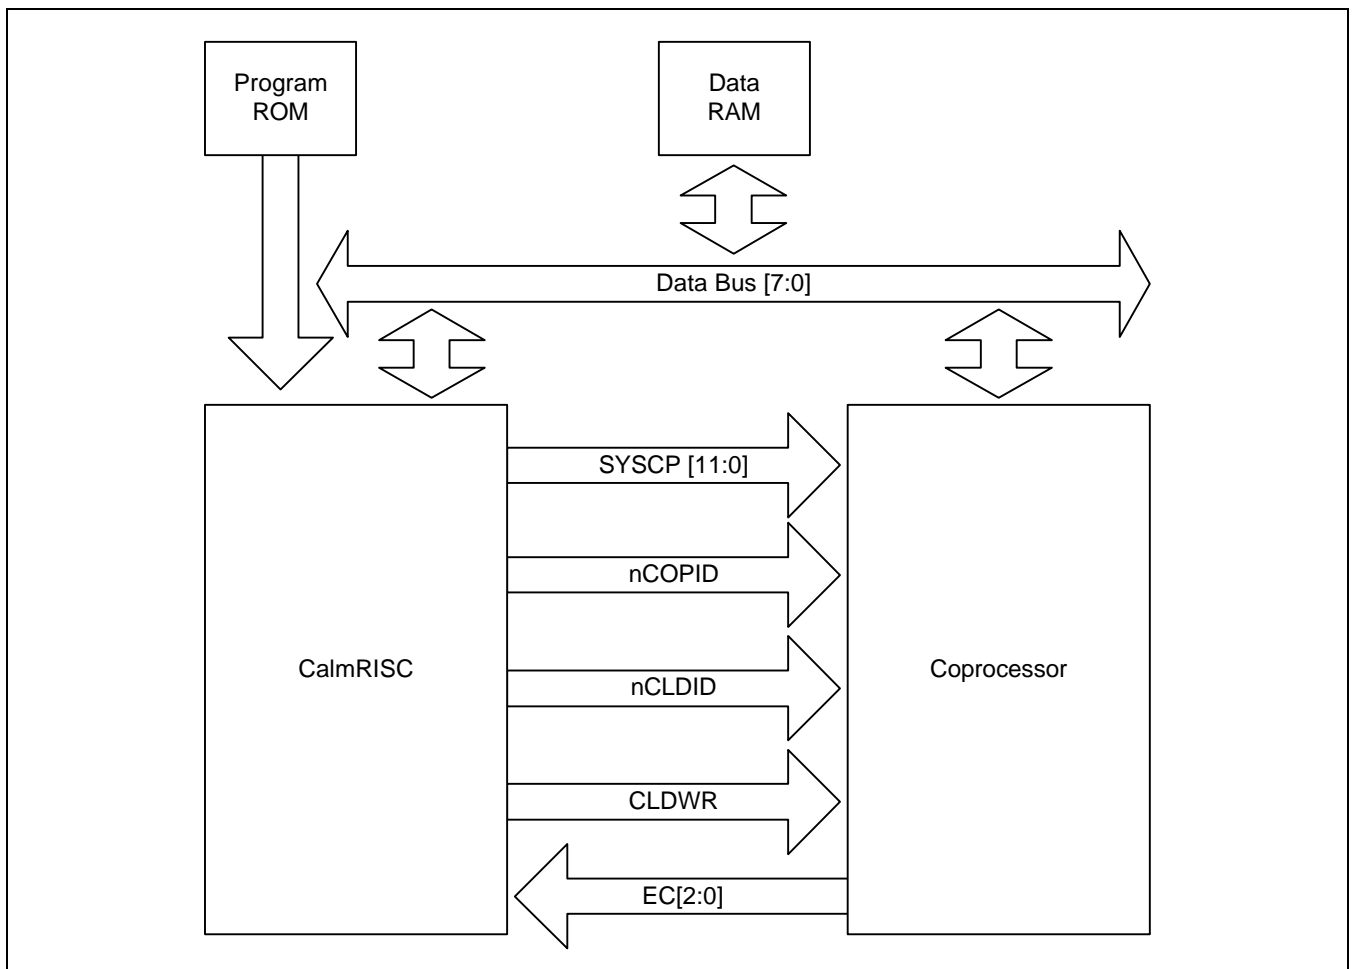 Program
ROM
Data
RAM
Data Bus [7:0]
SYSCP [11:0]
nCOPID
CalmRISC
Coprocessor
nCLDID
CLDWR
EC[2:0]